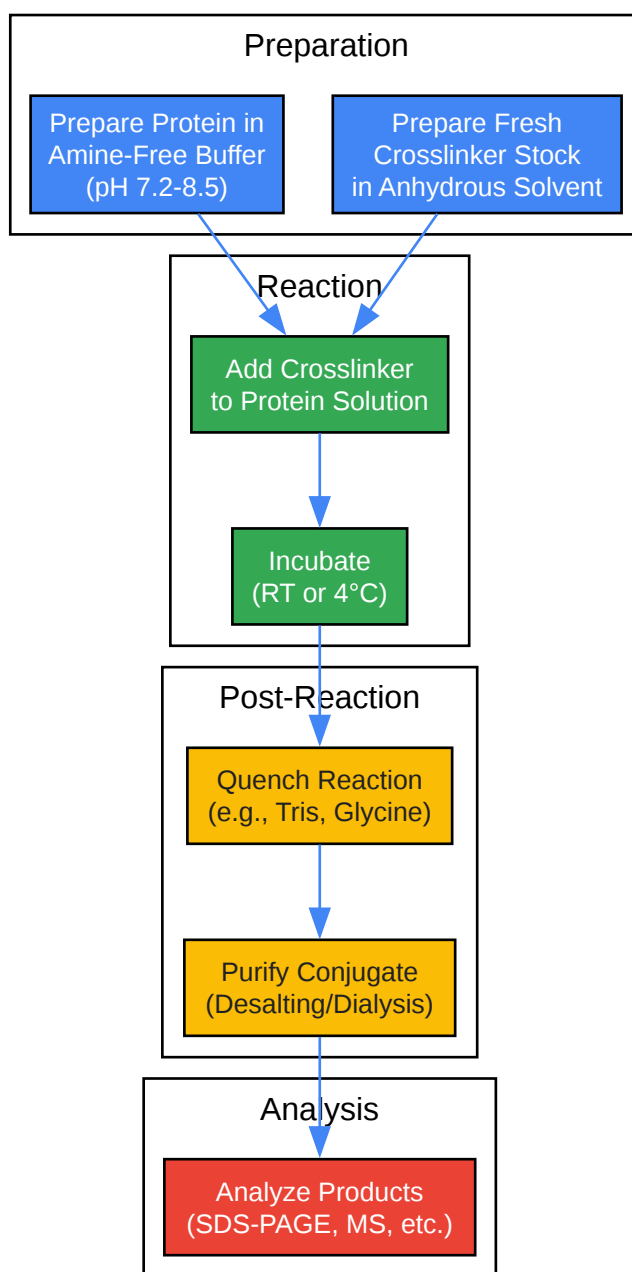 Preparation
Prepare Protein in
Amine-Free Buffer
(pH 7.2-8.5)
Prepare Fresh
Crosslinker Stock
in Anhydrous Solvent
Reaction
Add Crosslinker
to Protein Solution
Incubate
(RT or 4°C)
Post-Reaction
Quench Reaction
(e.g., Tris, Glycine)
Purify Conjugate
(Desalting/Dialysis)
Analysis
Analyze Products
(SDS-PAGE, MS, etc.)